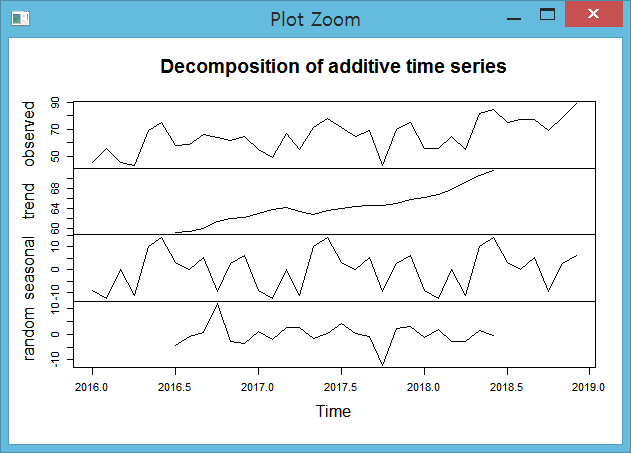 Plot Zoom
Decomposition of additive time series
observed
50 70 90
trend
60 64 68
seasonal
-10 0 10
random
-10 0 10
2016.0 2016.5 2017.0 2017.5 2018.0 2018.5 2019.0
Time